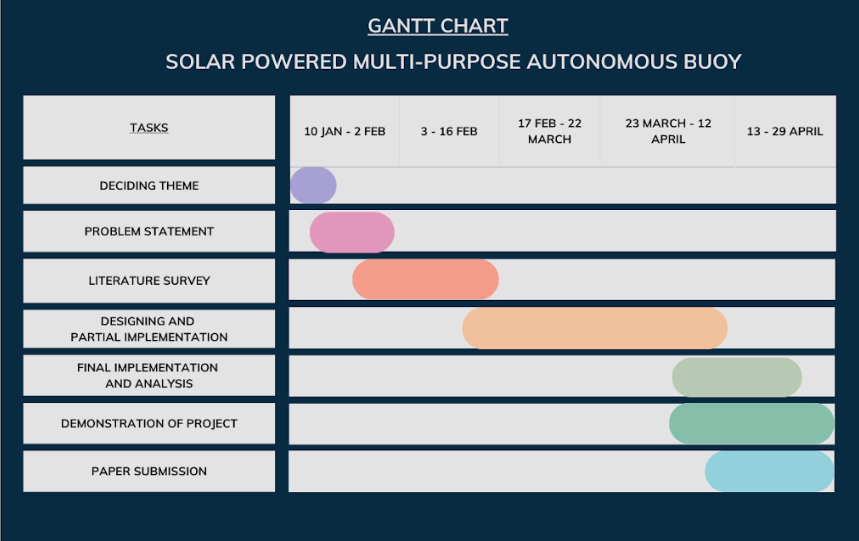 GANTT CHART
SOLAR POWERED MULTI-PURPOSE AUTONOMOUS BUOY
TASKS
10 JAN - 2 FEB
3 - 16 FEB
17 FEB - 22
MARCH
23 MARCH - 12
APRIL
13 - 29 APRIL
DECIDING THEME
PROBLEM STATEMENT
LITERATURE SURVEY
DESIGNING AND
PARTIAL IMPLEMENTATION
FINAL IMPLEMENTATION
AND ANALYSIS
DEMONSTRATION OF PROJECT
PAPER SUBMISSION